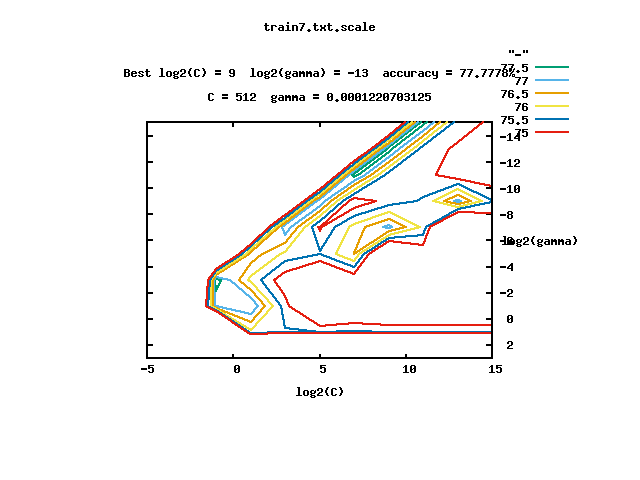 train7.txt.scale
"-"
Best log2(C) = 9  log2(gamma) = -13  accuracy = 77.7778%
77.5
77
C = 512  gamma = 0.0001220703125
76.5
76
75.5
75
-14
-12
-10
-8
-6
log2(gamma)
-4
-2
0
2
-5 0 5 10 15
log2(C)